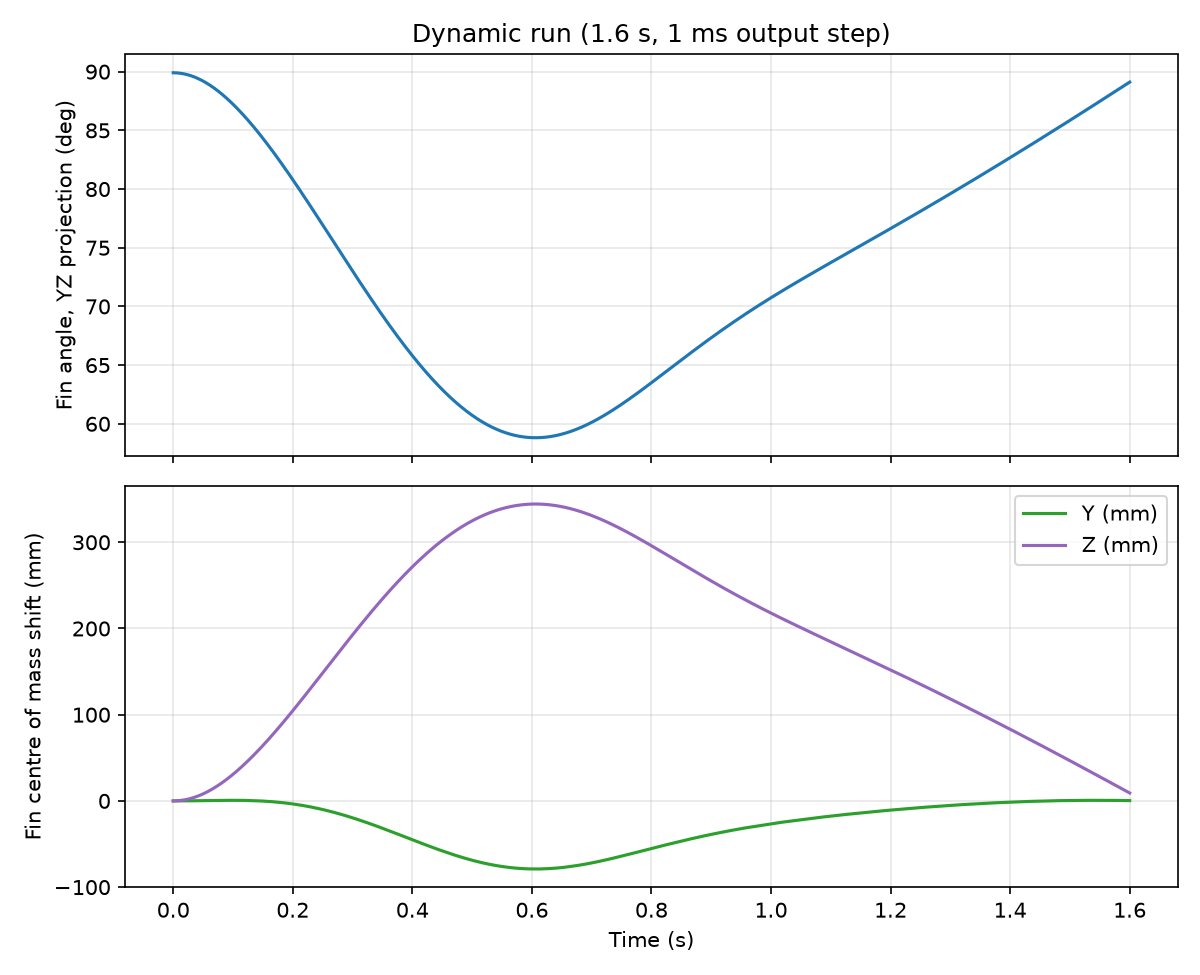 Dynamic run (1.6 s, 1 ms output step)
Fin angle, YZ projection (deg)
90
85
80
75
70
65
60
Fin centre of mass shift (mm)
300
200
100
0
−100
Y (mm)
Z (mm)
0.0 0.2 0.4 0.6 0.8 1.0 1.2 1.4 1.6
Time (s)